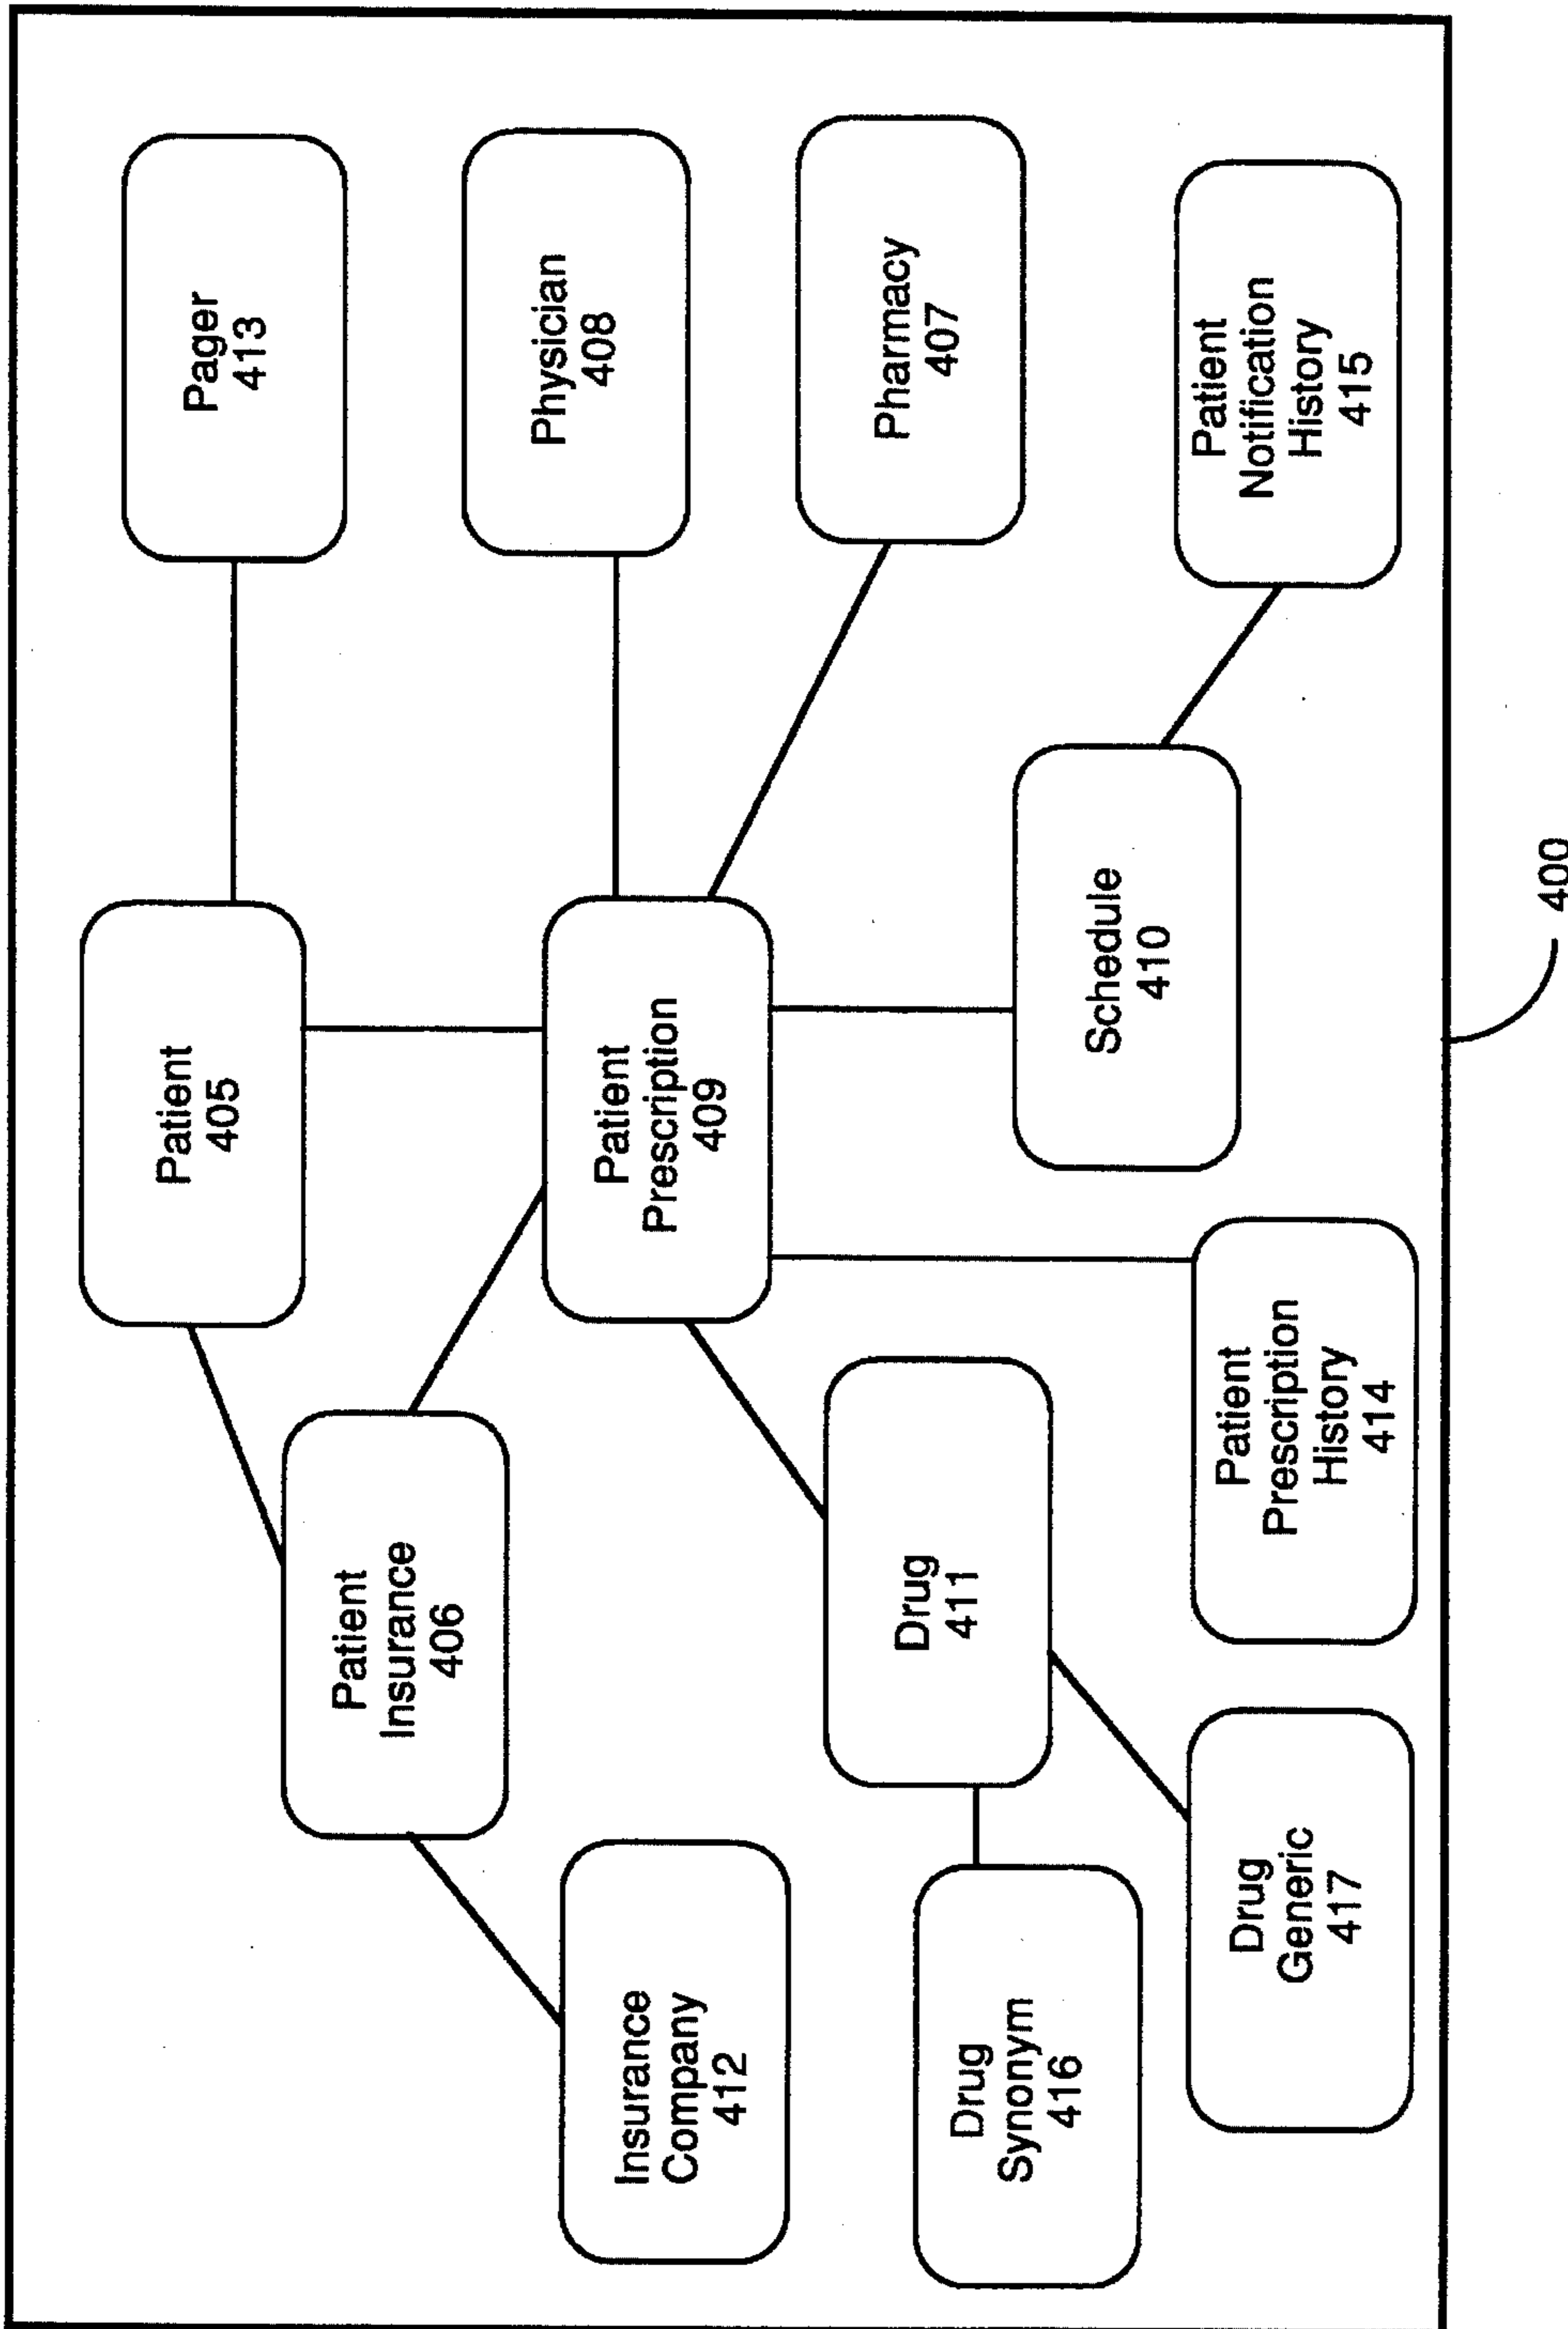 Patient
405
Pager
413
Patient
Insurance
406
Insurance
Company
412
Patient
Prescription
409
Physician
408
Pharmacy
407
Drug
411
Drug
Synonym
416
Schedule
410
Drug
Generic
417
Patient
Prescription
History
414
Patient
Notification
History
415
400